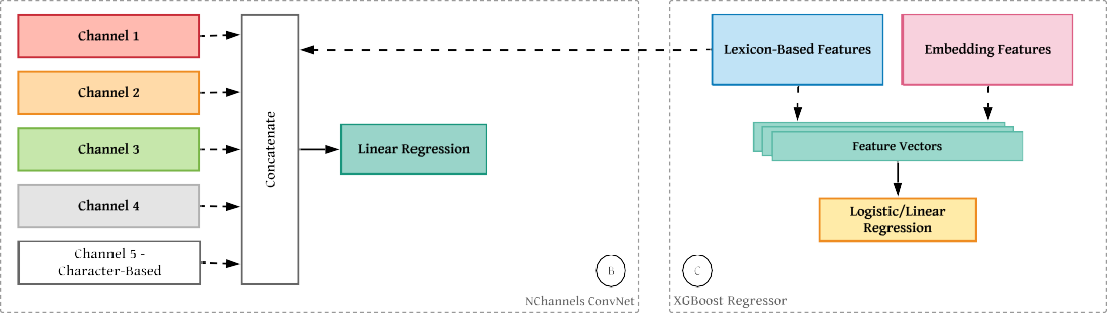 Channel 1
Channel 2
Channel 3
Channel 4
Channel 5 -
Character-Based
Concatenate
Linear Regression
B
NChannels ConvNet
Lexicon-Based Features
Embedding Features
Feature Vectors
Logistic/Linear
Regression
C
XGBoost Regressor